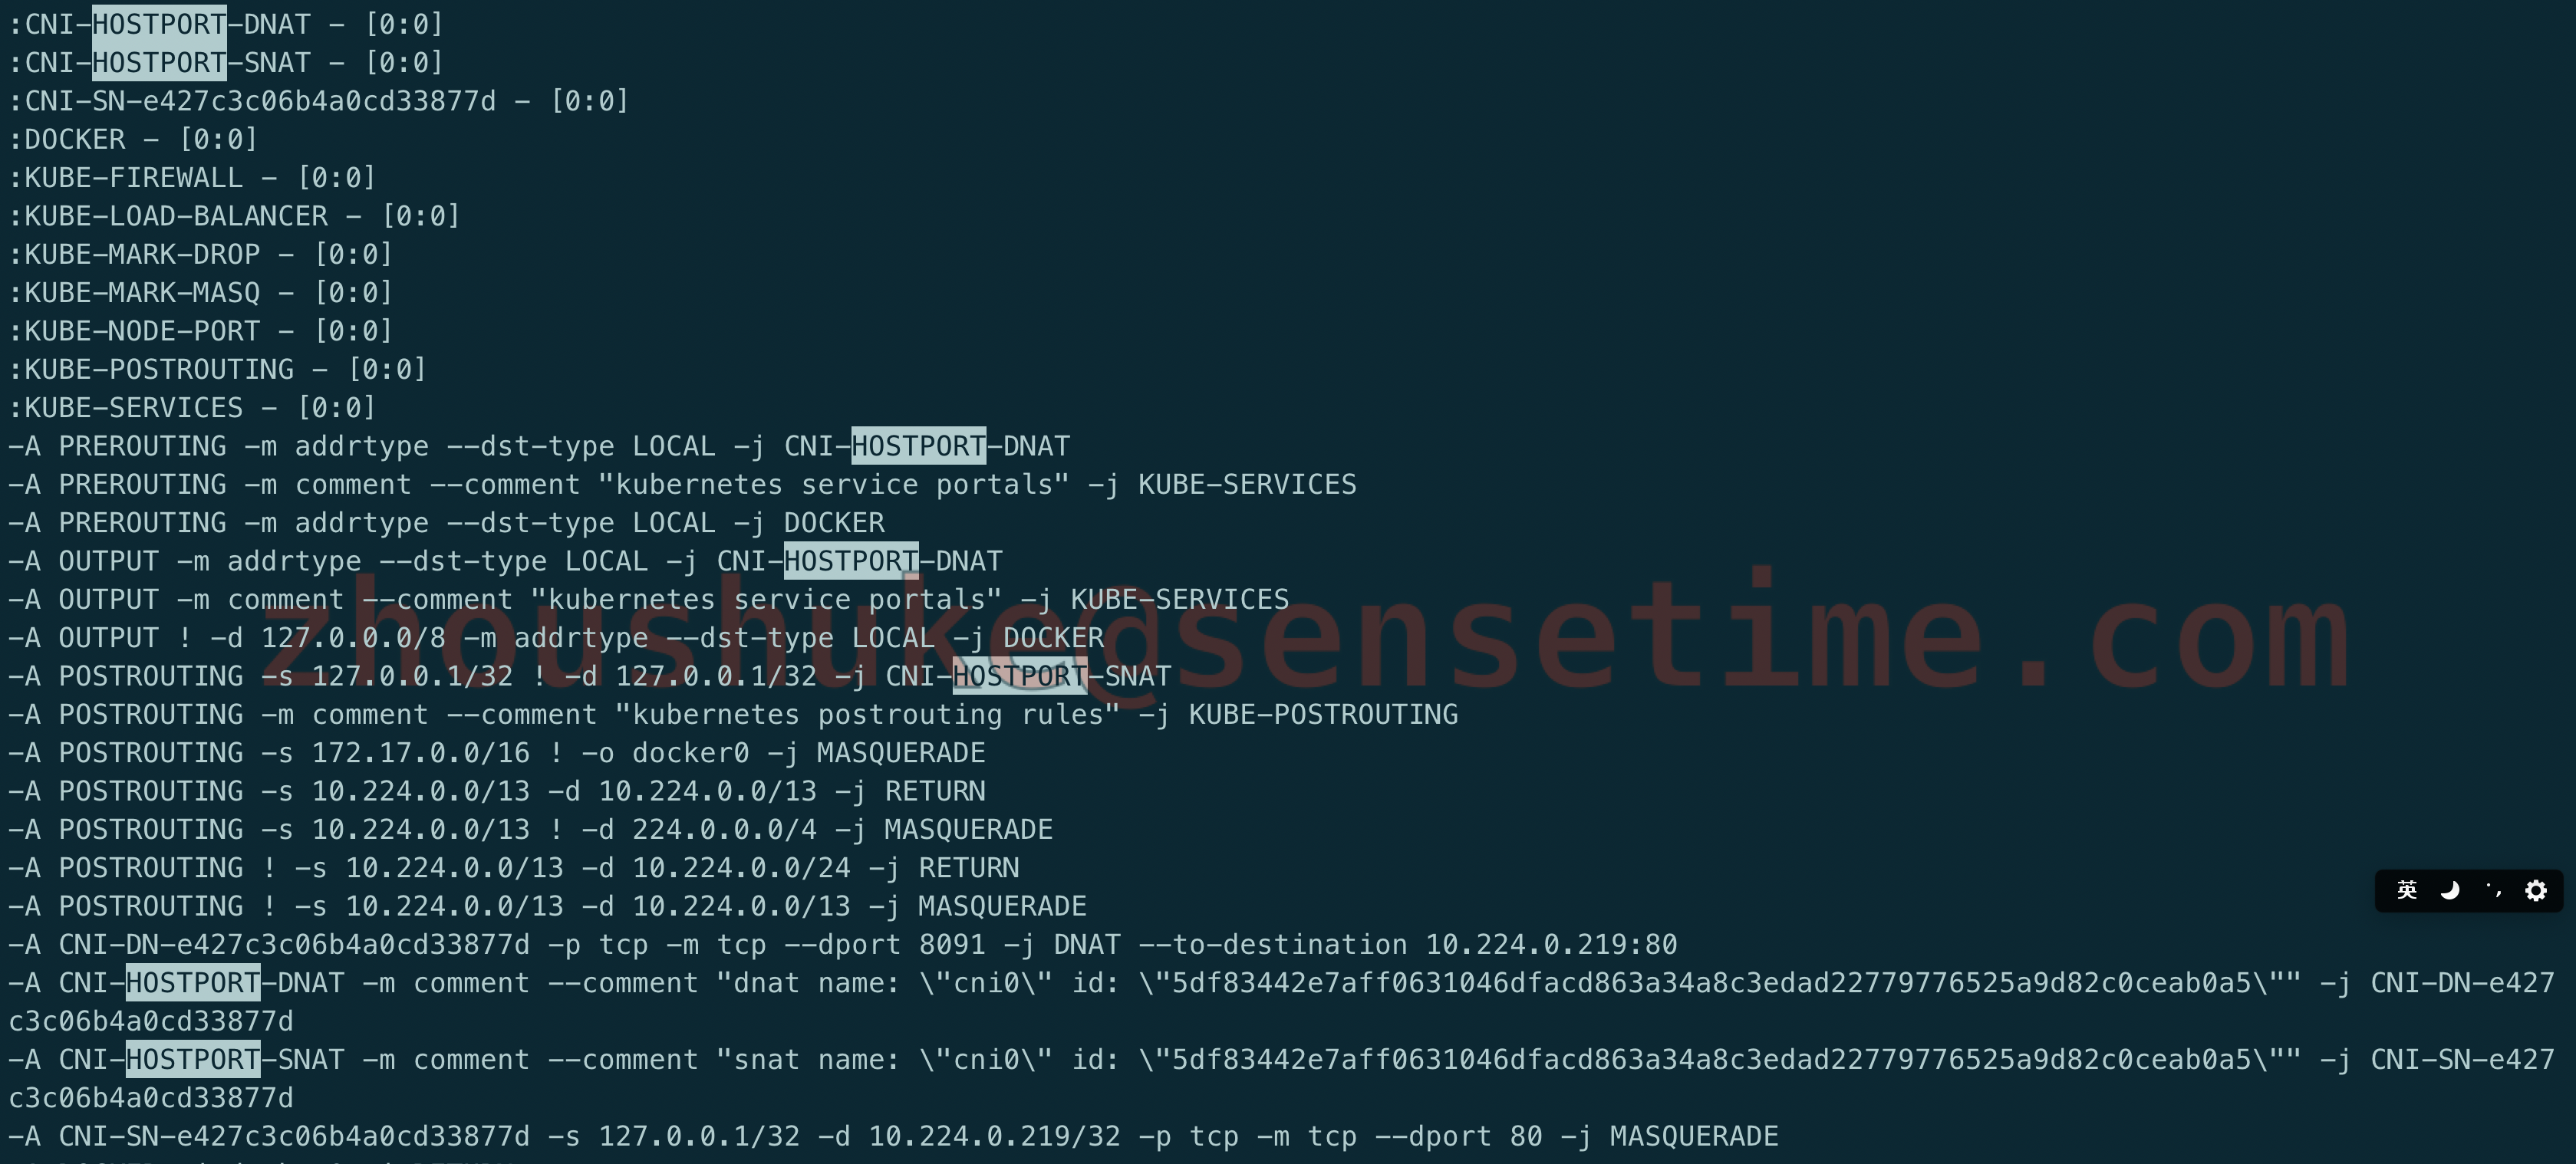 :CNI-HOSTPORT-DNAT - [0:0]
:CNI-HOSTPORT-SNAT - [0:0]
:CNI-SN-e427c3c06b4a0cd33877d - [0:0]
:DOCKER - [0:0]
:KUBE-FIREWALL - [0:0]
:KUBE-LOAD-BALANCER - [0:0]
:KUBE-MARK-DROP - [0:0]
:KUBE-MARK-MASQ - [0:0]
:KUBE-NODE-PORT - [0:0]
:KUBE-POSTROUTING - [0:0]
:KUBE-SERVICES - [0:0]
-A PREROUTING -m addrtype --dst-type LOCAL -j CNI-HOSTPORT-DNAT
-A PREROUTING -m comment --comment "kubernetes service portals" -j KUBE-SERVICES
-A PREROUTING -m addrtype --dst-type LOCAL -j DOCKER
-A OUTPUT -m addrtype --dst-type LOCAL -j CNI-HOSTPORT-DNAT
-A OUTPUT -m comment --comment "kubernetes service portals" -j KUBE-SERVICES
-A OUTPUT ! -d 127.0.0.0/8 -m addrtype --dst-type LOCAL -j DOCKER
zhoushuke@sensetime.com
-A POSTROUTING -s 127.0.0.1/32 ! -d 127.0.0.1/32 -j CNI-HOSTPORT-SNAT
-A POSTROUTING -m comment --comment "kubernetes postrouting rules" -j KUBE-POSTROUTING
-A POSTROUTING -s 172.17.0.0/16 ! -o docker0 -j MASQUERADE
-A POSTROUTING -s 10.224.0.0/13 -d 10.224.0.0/13 -j RETURN
-A POSTROUTING -s 10.224.0.0/13 ! -d 224.0.0.0/4 -j MASQUERADE
-A POSTROUTING ! -s 10.224.0.0/13 -d 10.224.0.0/24 -j RETURN
英
-A POSTROUTING ! -s 10.224.0.0/13 -d 10.224.0.0/13 -j MASQUERADE
-A CNI-DN-e427c3c06b4a0cd33877d -p tcp -m tcp --dport 8091 -j DNAT --to-destination 10.224.0.219:80
-A CNI-HOSTPORT-DNAT -m comment --comment "dnat name: \"cni0\" id: \"5df83442e7aff0631046dfacd863a34a8c3edad22779776525a9d82c0ceab0a5\"" -j CNI-DN-e427
c3c06b4a0cd33877d
-A CNI-HOSTPORT-SNAT -m comment --comment "snat name: \"cni0\" id: \"5df83442e7aff0631046dfacd863a34a8c3edad22779776525a9d82c0ceab0a5\"" -j CNI-SN-e427
c3c06b4a0cd33877d
-A CNI-SN-e427c3c06b4a0cd33877d -s 127.0.0.1/32 -d 10.224.0.219/32 -p tcp -m tcp --dport 80 -j MASQUERADE